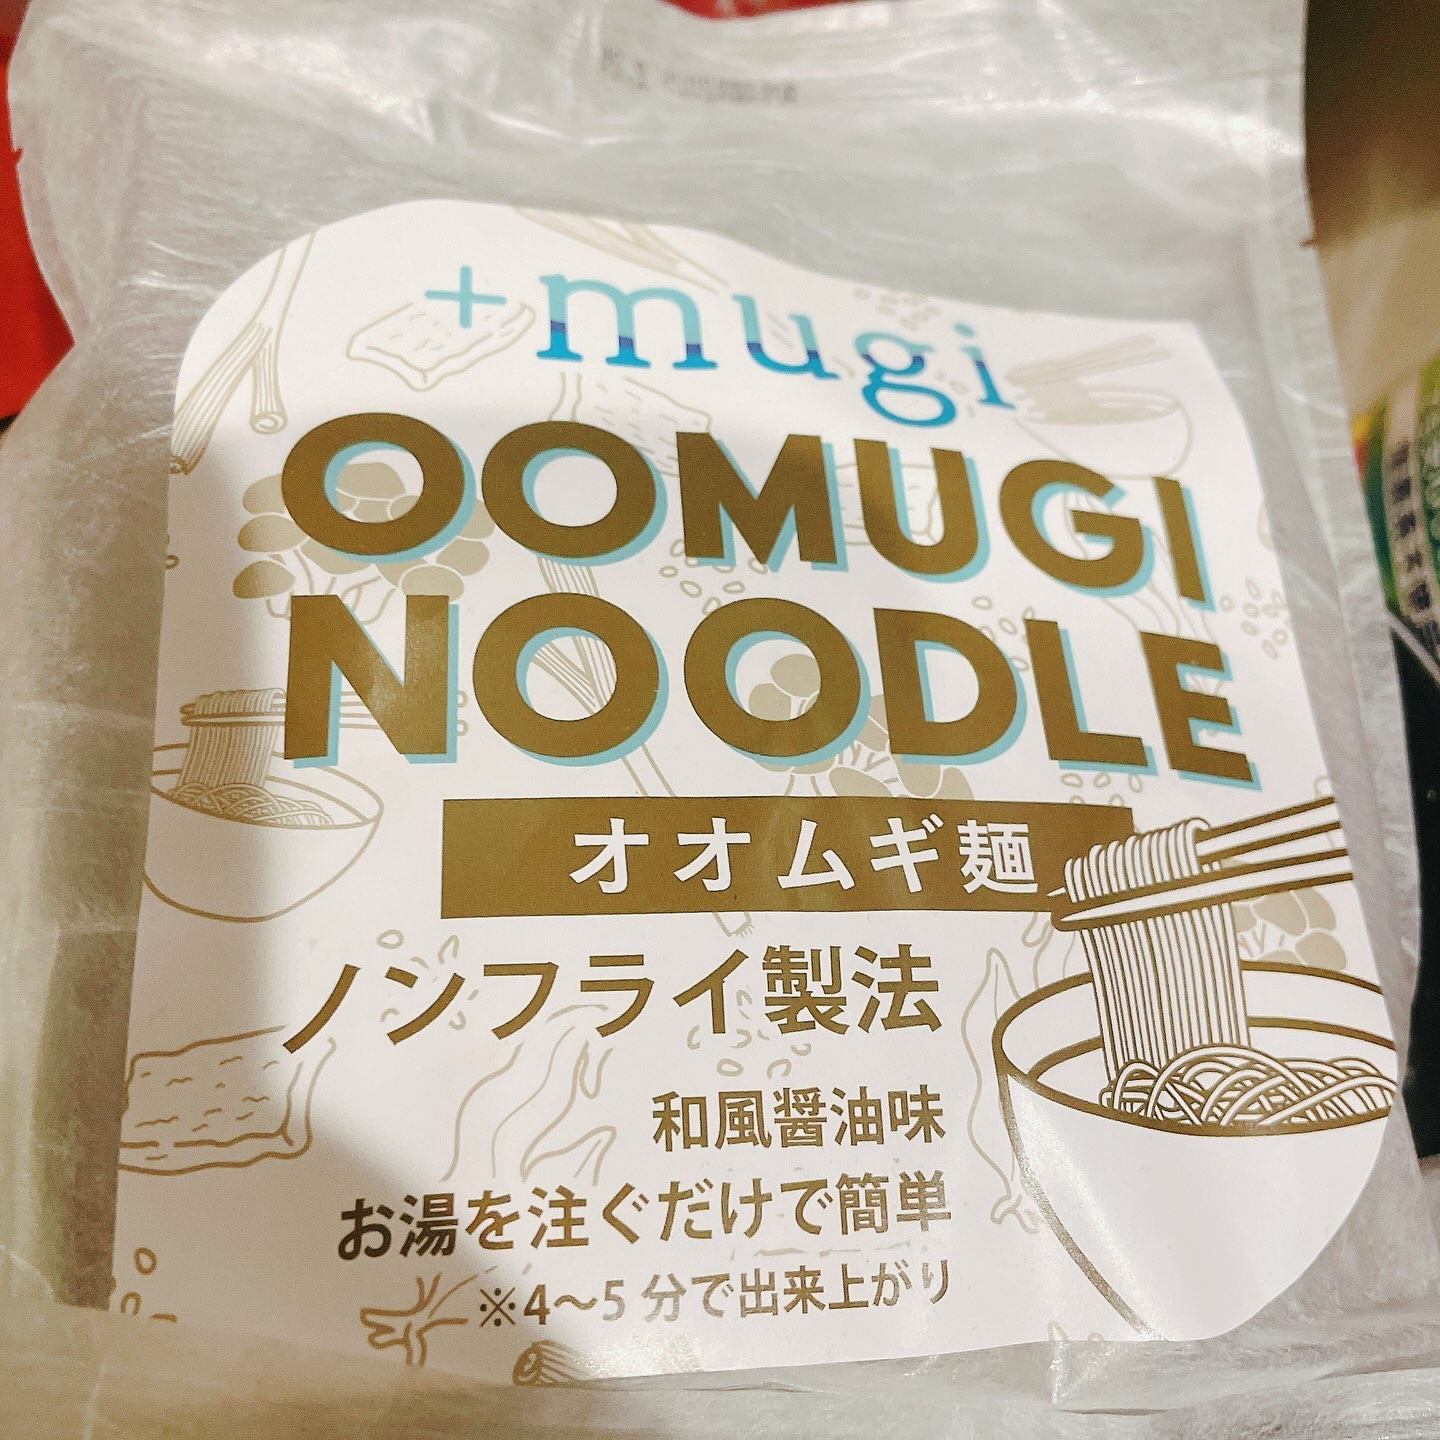 +mugi
OOMUGI
NOODLE
オオムギ麺
ノンフライ製法
和風醤油味
お湯を注ぐだけで簡単
※4〜5分で出来上がり